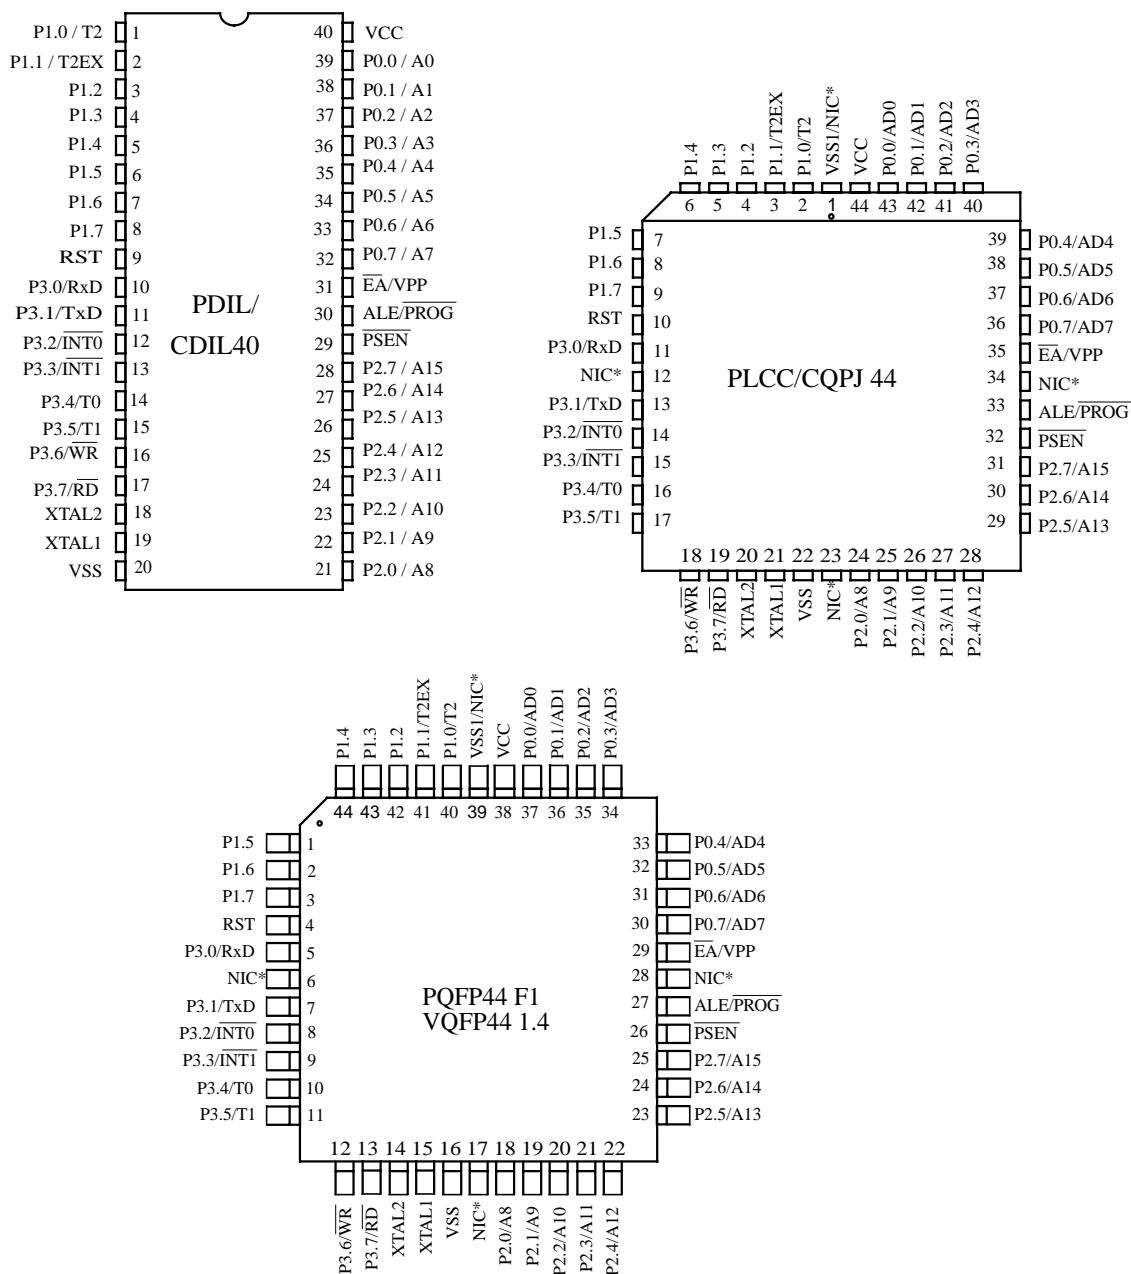 P1.0 / T2 1 40 VCC
P1.1 / T2EX 2 39 P0.0 / A0
P1.2 3 38 P0.1 / A1
P1.3 4 37 P0.2 / A2
P1.4 5 36 P0.3 / A3
P1.5 6 35 P0.4 / A4
P1.6 7 34 P0.5 / A5
P1.7 8 33 P0.6 / A6
RST 9 32 P0.7 / A7
P3.0/RxD 10 31 EA/VPP
P3.1/TxD 11 30 ALE/PROG
P3.2/INT0 12 29 PSEN
P3.3/INT1 13 28 P2.7 / A15
P3.4/T0 14 27 P2.6 / A14
P3.5/T1 15 26 P2.5 / A13
P3.6/WR 16 25 P2.4 / A12
P3.7/RD 17 24 P2.3 / A11
XTAL2 18 23 P2.2 / A10
XTAL1 19 22 P2.1 / A9
VSS 20 21 P2.0 / A8
PDIL/
CDIL40
P1.4 P1.3 P1.2 P1.1/T2EX P1.0/T2 VSS1/NIC* VCC P0.0/AD0 P0.1/AD1 P0.2/AD2 P0.3/AD3
6 5 4 3 2 1 44 43 42 41 40
P1.5 7 39 P0.4/AD4
P1.6 8 38 P0.5/AD5
P1.7 9 37 P0.6/AD6
RST 10 36 P0.7/AD7
P3.0/RxD 11 35 EA/VPP
NIC* 12 34 NIC*
P3.1/TxD 13 33 ALE/PROG
P3.2/INT0 14 32 PSEN
P3.3/INT1 15 31 P2.7/A15
P3.4/T0 16 30 P2.6/A14
P3.5/T1 17 29 P2.5/A13
PLCC/CQPJ 44
18 19 20 21 22 23 24 25 26 27 28
P3.6/WR P3.7/RD XTAL2 XTAL1 VSS NIC* P2.0/A8 P2.1/A9 P2.2/A10 P2.3/A11 P2.4/A12
P1.4 P1.3 P1.2 P1.1/T2EX P1.0/T2 VSS1/NIC* VCC P0.0/AD0 P0.1/AD1 P0.2/AD2 P0.3/AD3
44 43 42 41 40 39 38 37 36 35 34
P1.5 1 33 P0.4/AD4
P1.6 2 32 P0.5/AD5
P1.7 3 31 P0.6/AD6
RST 4 30 P0.7/AD7
P3.0/RxD 5 29 EA/VPP
NIC* 6 28 NIC*
P3.1/TxD 7 27 ALE/PROG
P3.2/INT0 8 26 PSEN
P3.3/INT1 9 25 P2.7/A15
P3.4/T0 10 24 P2.6/A14
P3.5/T1 11 23 P2.5/A13
PQFP44 F1
VQFP44 1.4
12 13 14 15 16 17 18 19 20 21 22
P3.6/WR P3.7/RD XTAL2 XTAL1 VSS NIC* P2.0/A8 P2.1/A9 P2.2/A10 P2.3/A11 P2.4/A12